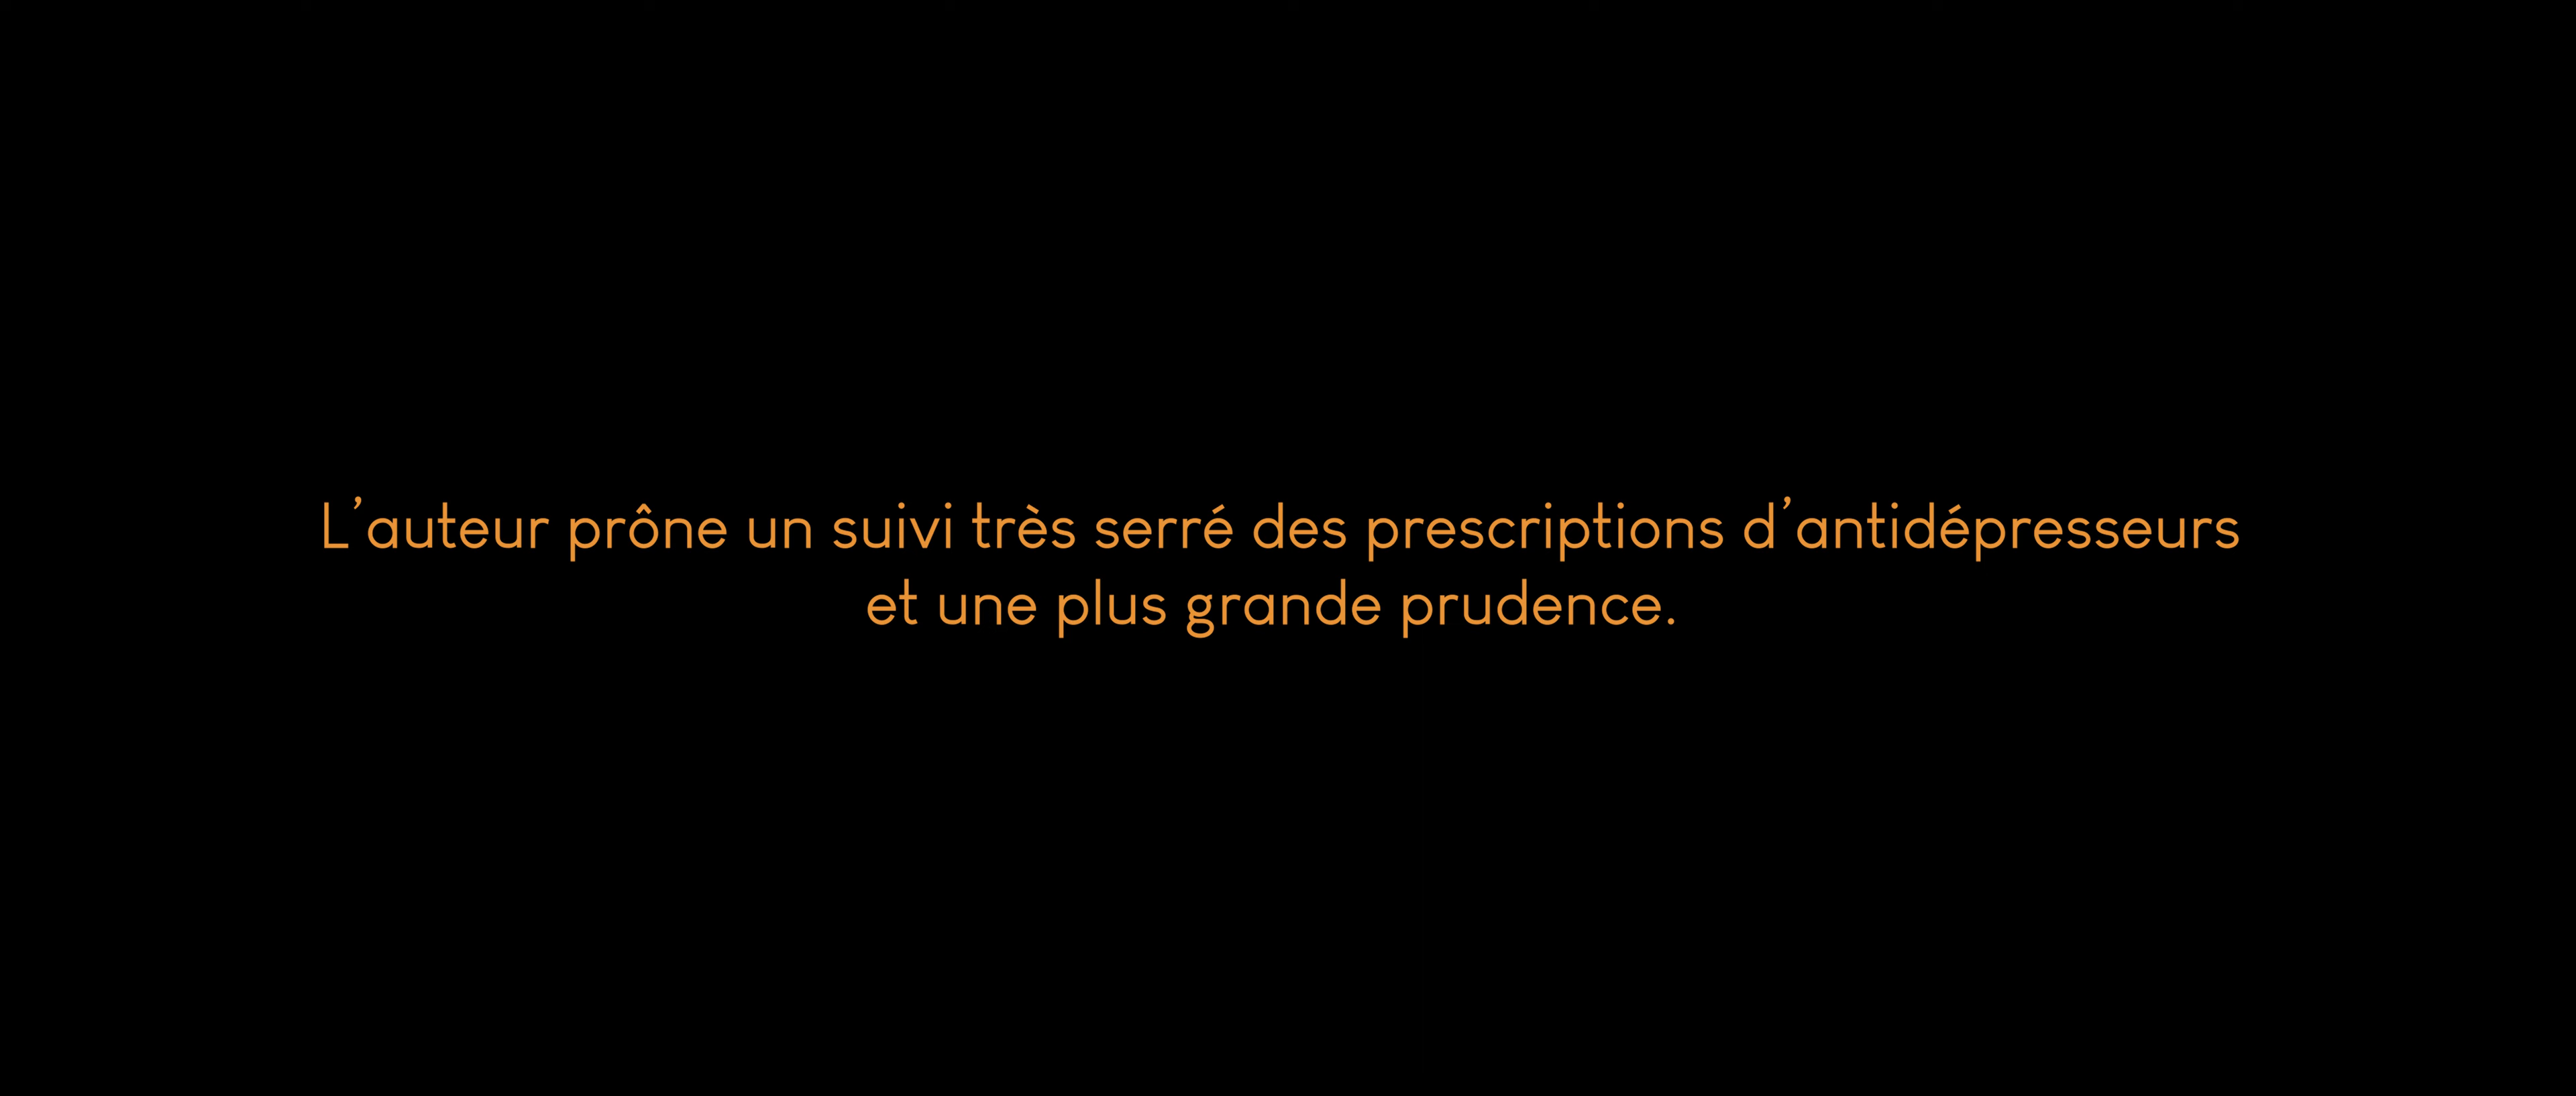 L’auteur prône un suivi très serré des prescriptions d’antidépresseurs
et une plus grande prudence.